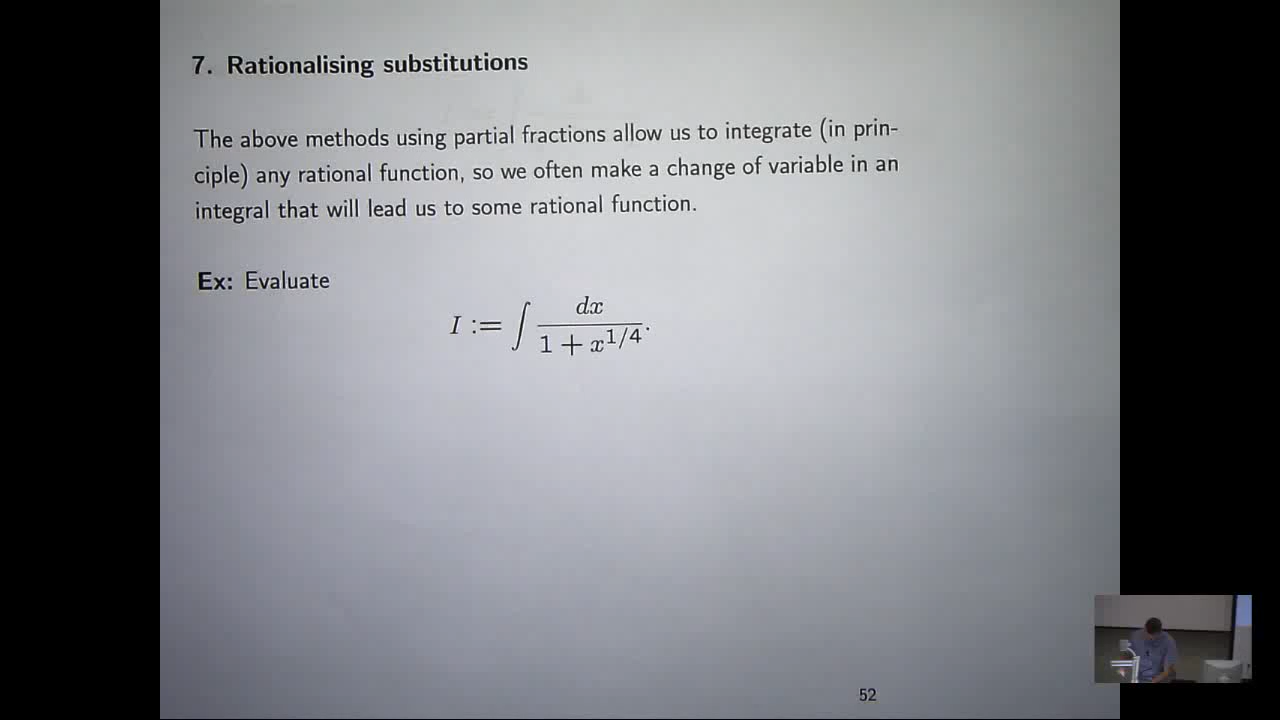 7. Rationalising substitutions
The above methods using partial fractions allow us to integrate (in prin-
ciple) any rational function, so we often make a change of variable in an
integral that will lead us to some rational function.
Ex: Evaluate
I := ∫ dx / (1 + x^{1/4}).
52